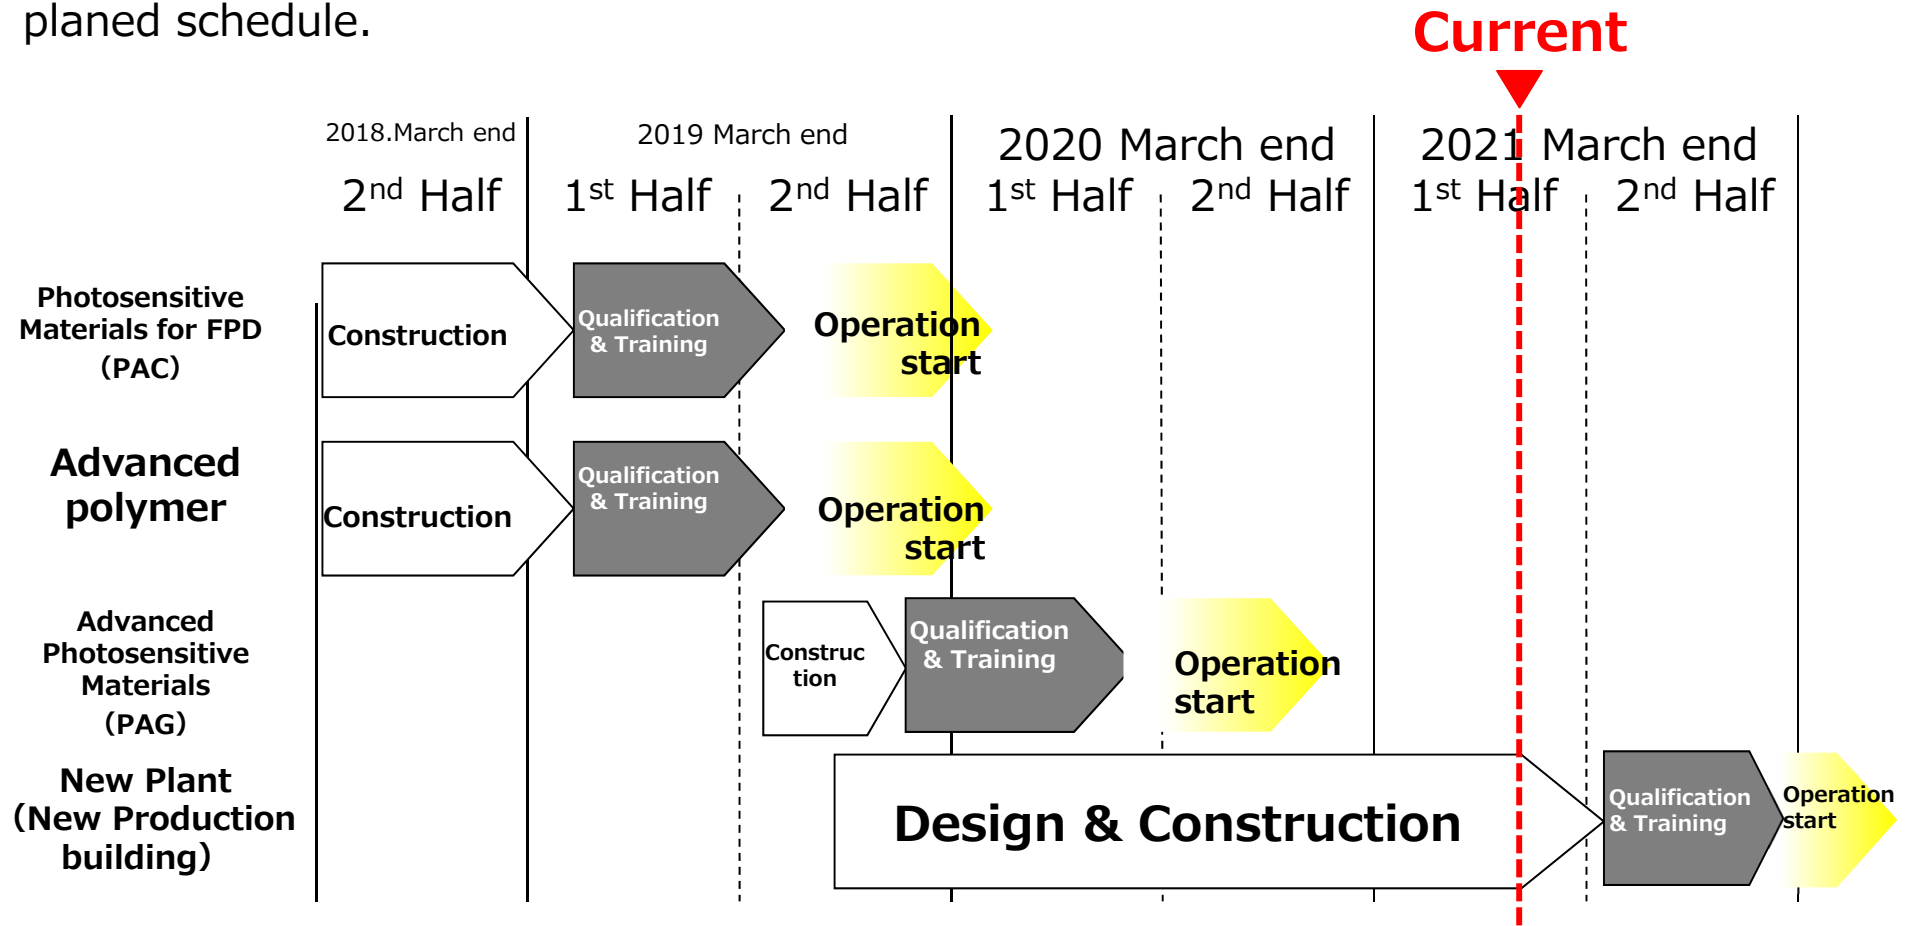 planed schedule.
Current
2018.March end
2019 March end
2020 March end
2021 March end
2nd Half
1st Half
2nd Half
1st Half
2nd Half
1st Half
2nd Half
Photosensitive
Materials for FPD
（PAC）
Construction
Qualification
& Training
Operation
start
Advanced
polymer
Construction
Qualification
& Training
Operation
start
Advanced
Photosensitive
Materials
（PAG）
Construc
tion
Qualification
& Training
Operation
start
New Plant
（New Production
building）
Design & Construction
Qualification
& Training
Operation
start